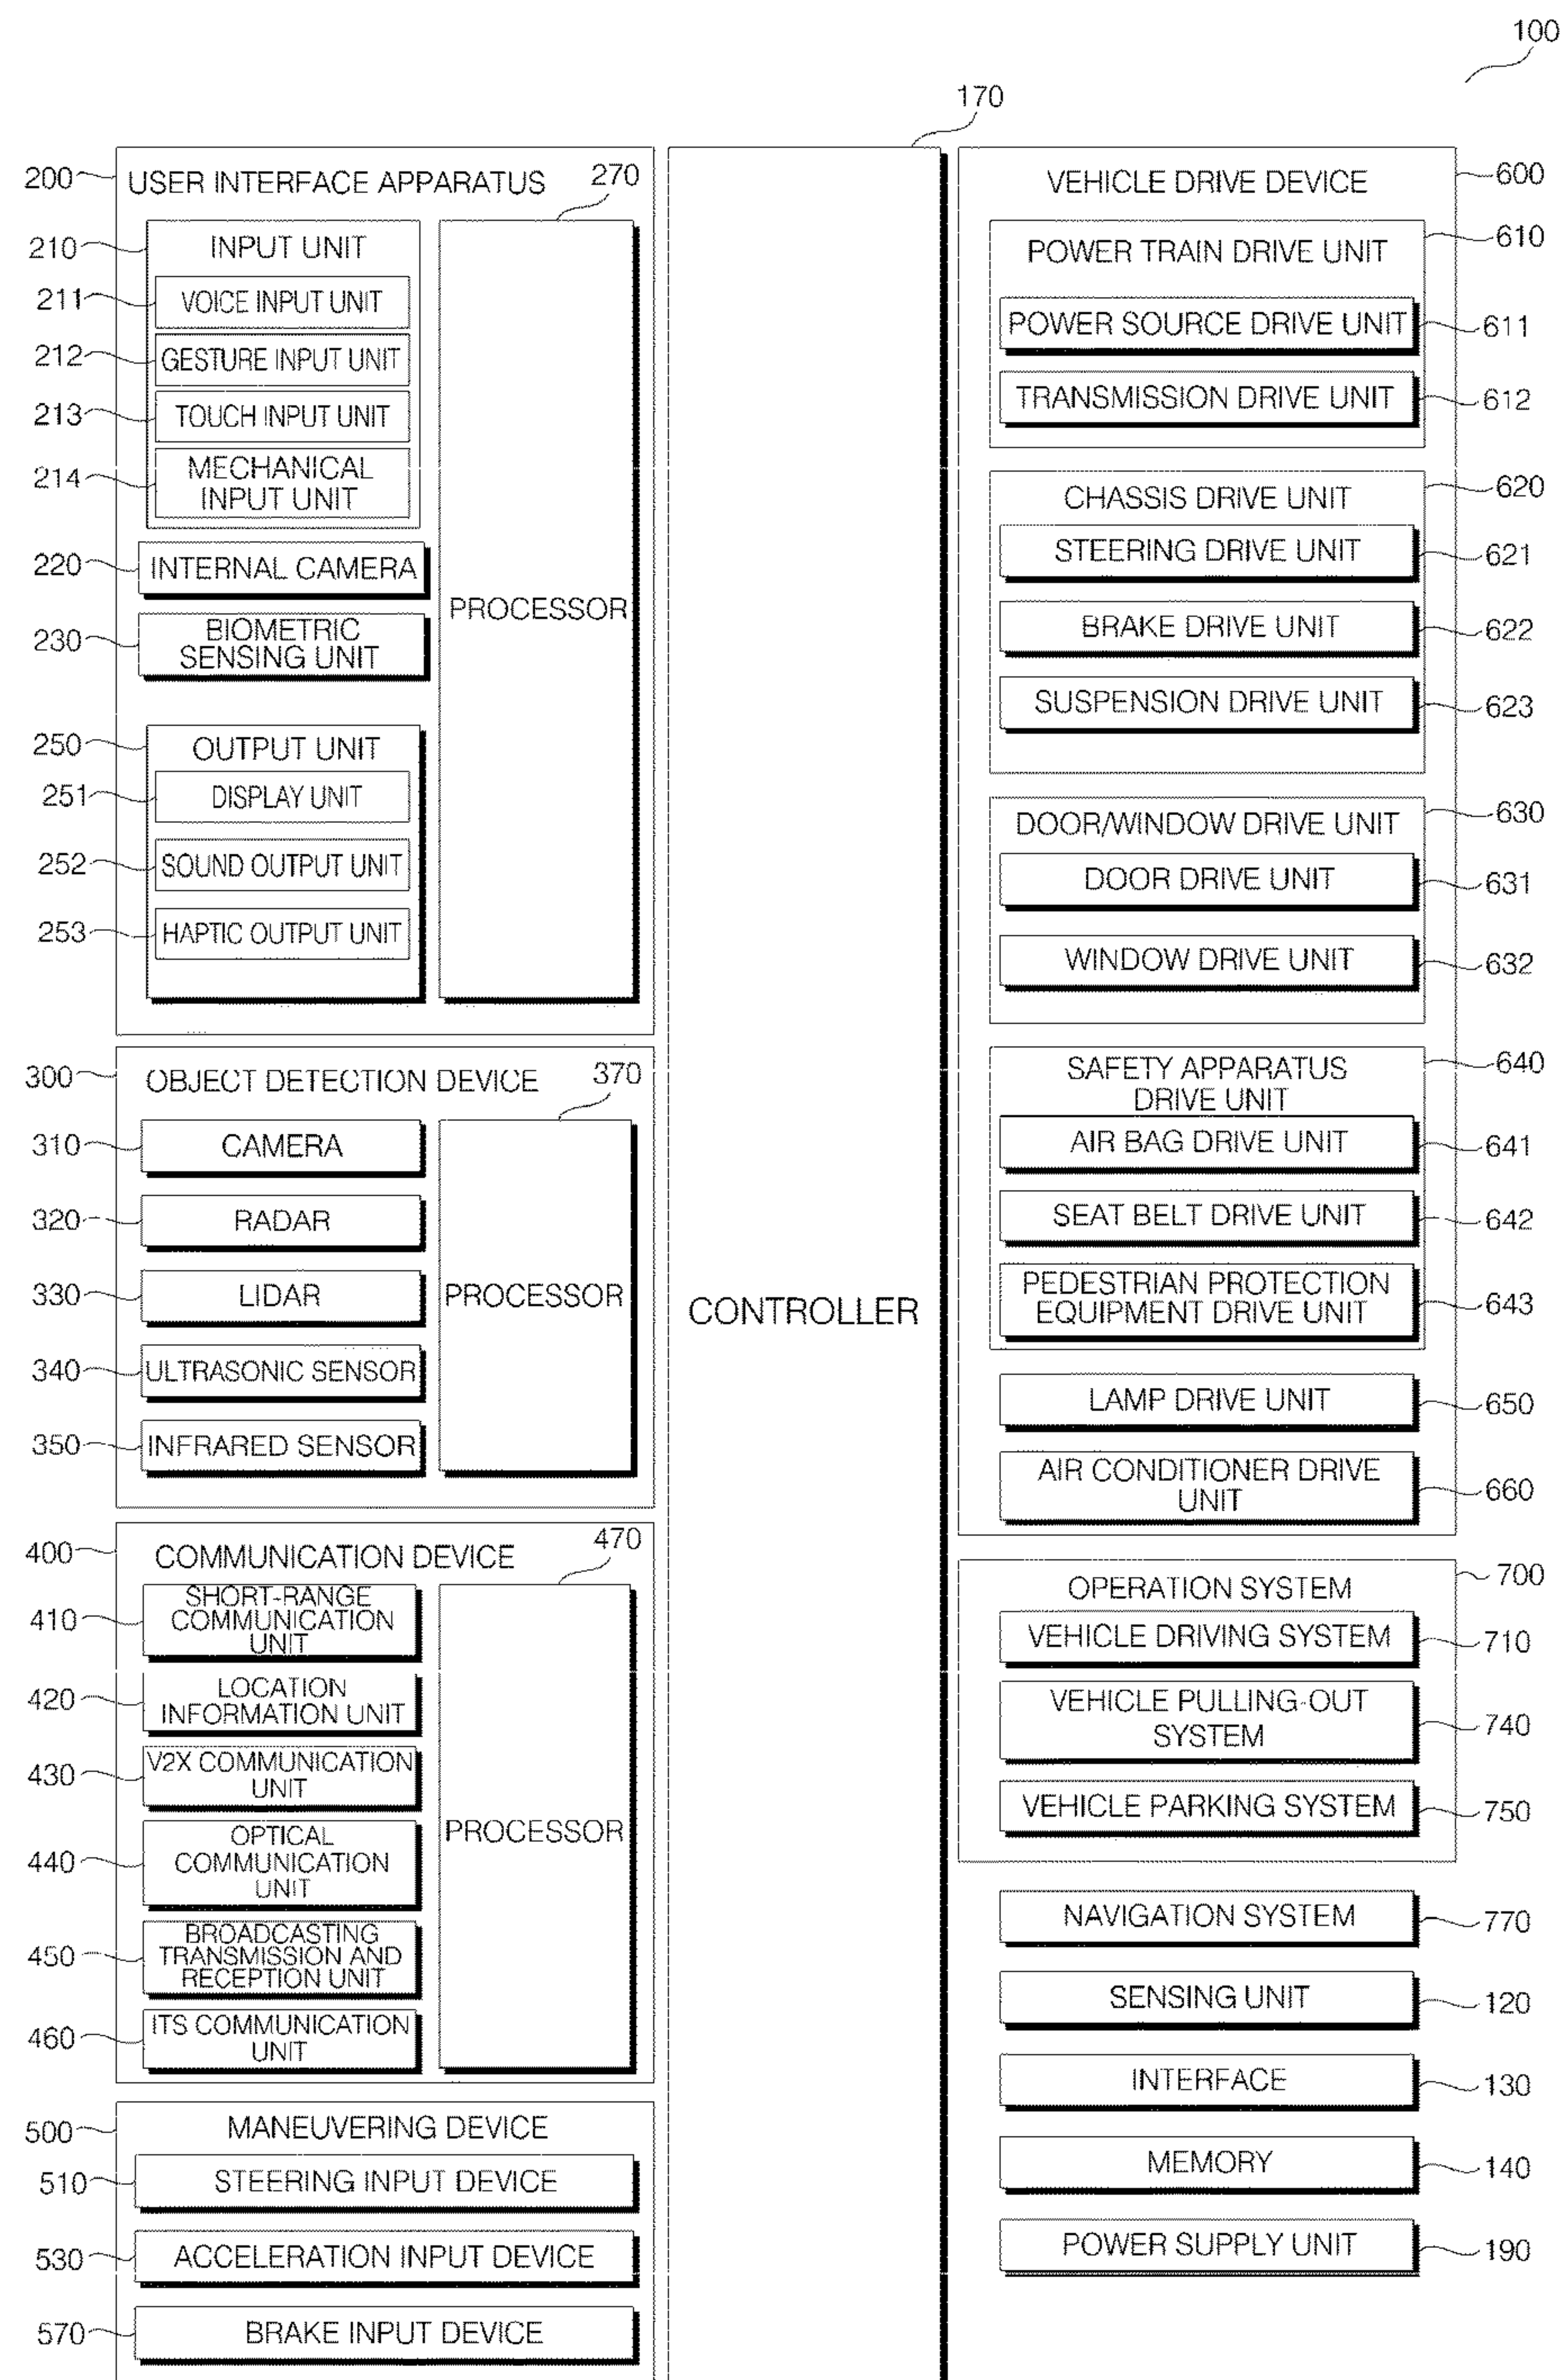 100
170
200
USER INTERFACE APPARATUS
270
210
INPUT UNIT
211
VOICE INPUT UNIT
212
GESTURE INPUT UNIT
213
TOUCH INPUT UNIT
214
MECHANICAL
INPUT UNIT
220
INTERNAL CAMERA
230
BIOMETRIC
SENSING UNIT
PROCESSOR
250
OUTPUT UNIT
251
DISPLAY UNIT
252
SOUND OUTPUT UNIT
253
HAPTIC OUTPUT UNIT
300
OBJECT DETECTION DEVICE
370
310
CAMERA
320
RADAR
330
LIDAR
PROCESSOR
340
ULTRASONIC SENSOR
350
INFRARED SENSOR
400
COMMUNICATION DEVICE
470
410
SHORT-RANGE
COMMUNICATION
UNIT
420
LOCATION
INFORMATION UNIT
430
V2X COMMUNICATION
UNIT
440
OPTICAL
COMMUNICATION
UNIT
PROCESSOR
450
BROADCASTING
TRANSMISSION AND
RECEPTION UNIT
460
ITS COMMUNICATION
UNIT
500
MANEUVERING DEVICE
510
STEERING INPUT DEVICE
530
ACCELERATION INPUT DEVICE
570
BRAKE INPUT DEVICE
CONTROLLER
VEHICLE DRIVE DEVICE
600
POWER TRAIN DRIVE UNIT
610
POWER SOURCE DRIVE UNIT
611
TRANSMISSION DRIVE UNIT
612
CHASSIS DRIVE UNIT
620
STEERING DRIVE UNIT
621
BRAKE DRIVE UNIT
622
SUSPENSION DRIVE UNIT
623
DOOR/WINDOW DRIVE UNIT
630
DOOR DRIVE UNIT
631
WINDOW DRIVE UNIT
632
SAFETY APPARATUS
DRIVE UNIT
640
AIR BAG DRIVE UNIT
641
SEAT BELT DRIVE UNIT
642
PEDESTRIAN PROTECTION
EQUIPMENT DRIVE UNIT
643
LAMP DRIVE UNIT
650
AIR CONDITIONER DRIVE
UNIT
660
OPERATION SYSTEM
700
VEHICLE DRIVING SYSTEM
710
VEHICLE PULLING-OUT
SYSTEM
740
VEHICLE PARKING SYSTEM
750
NAVIGATION SYSTEM
770
SENSING UNIT
120
INTERFACE
130
MEMORY
140
POWER SUPPLY UNIT
190